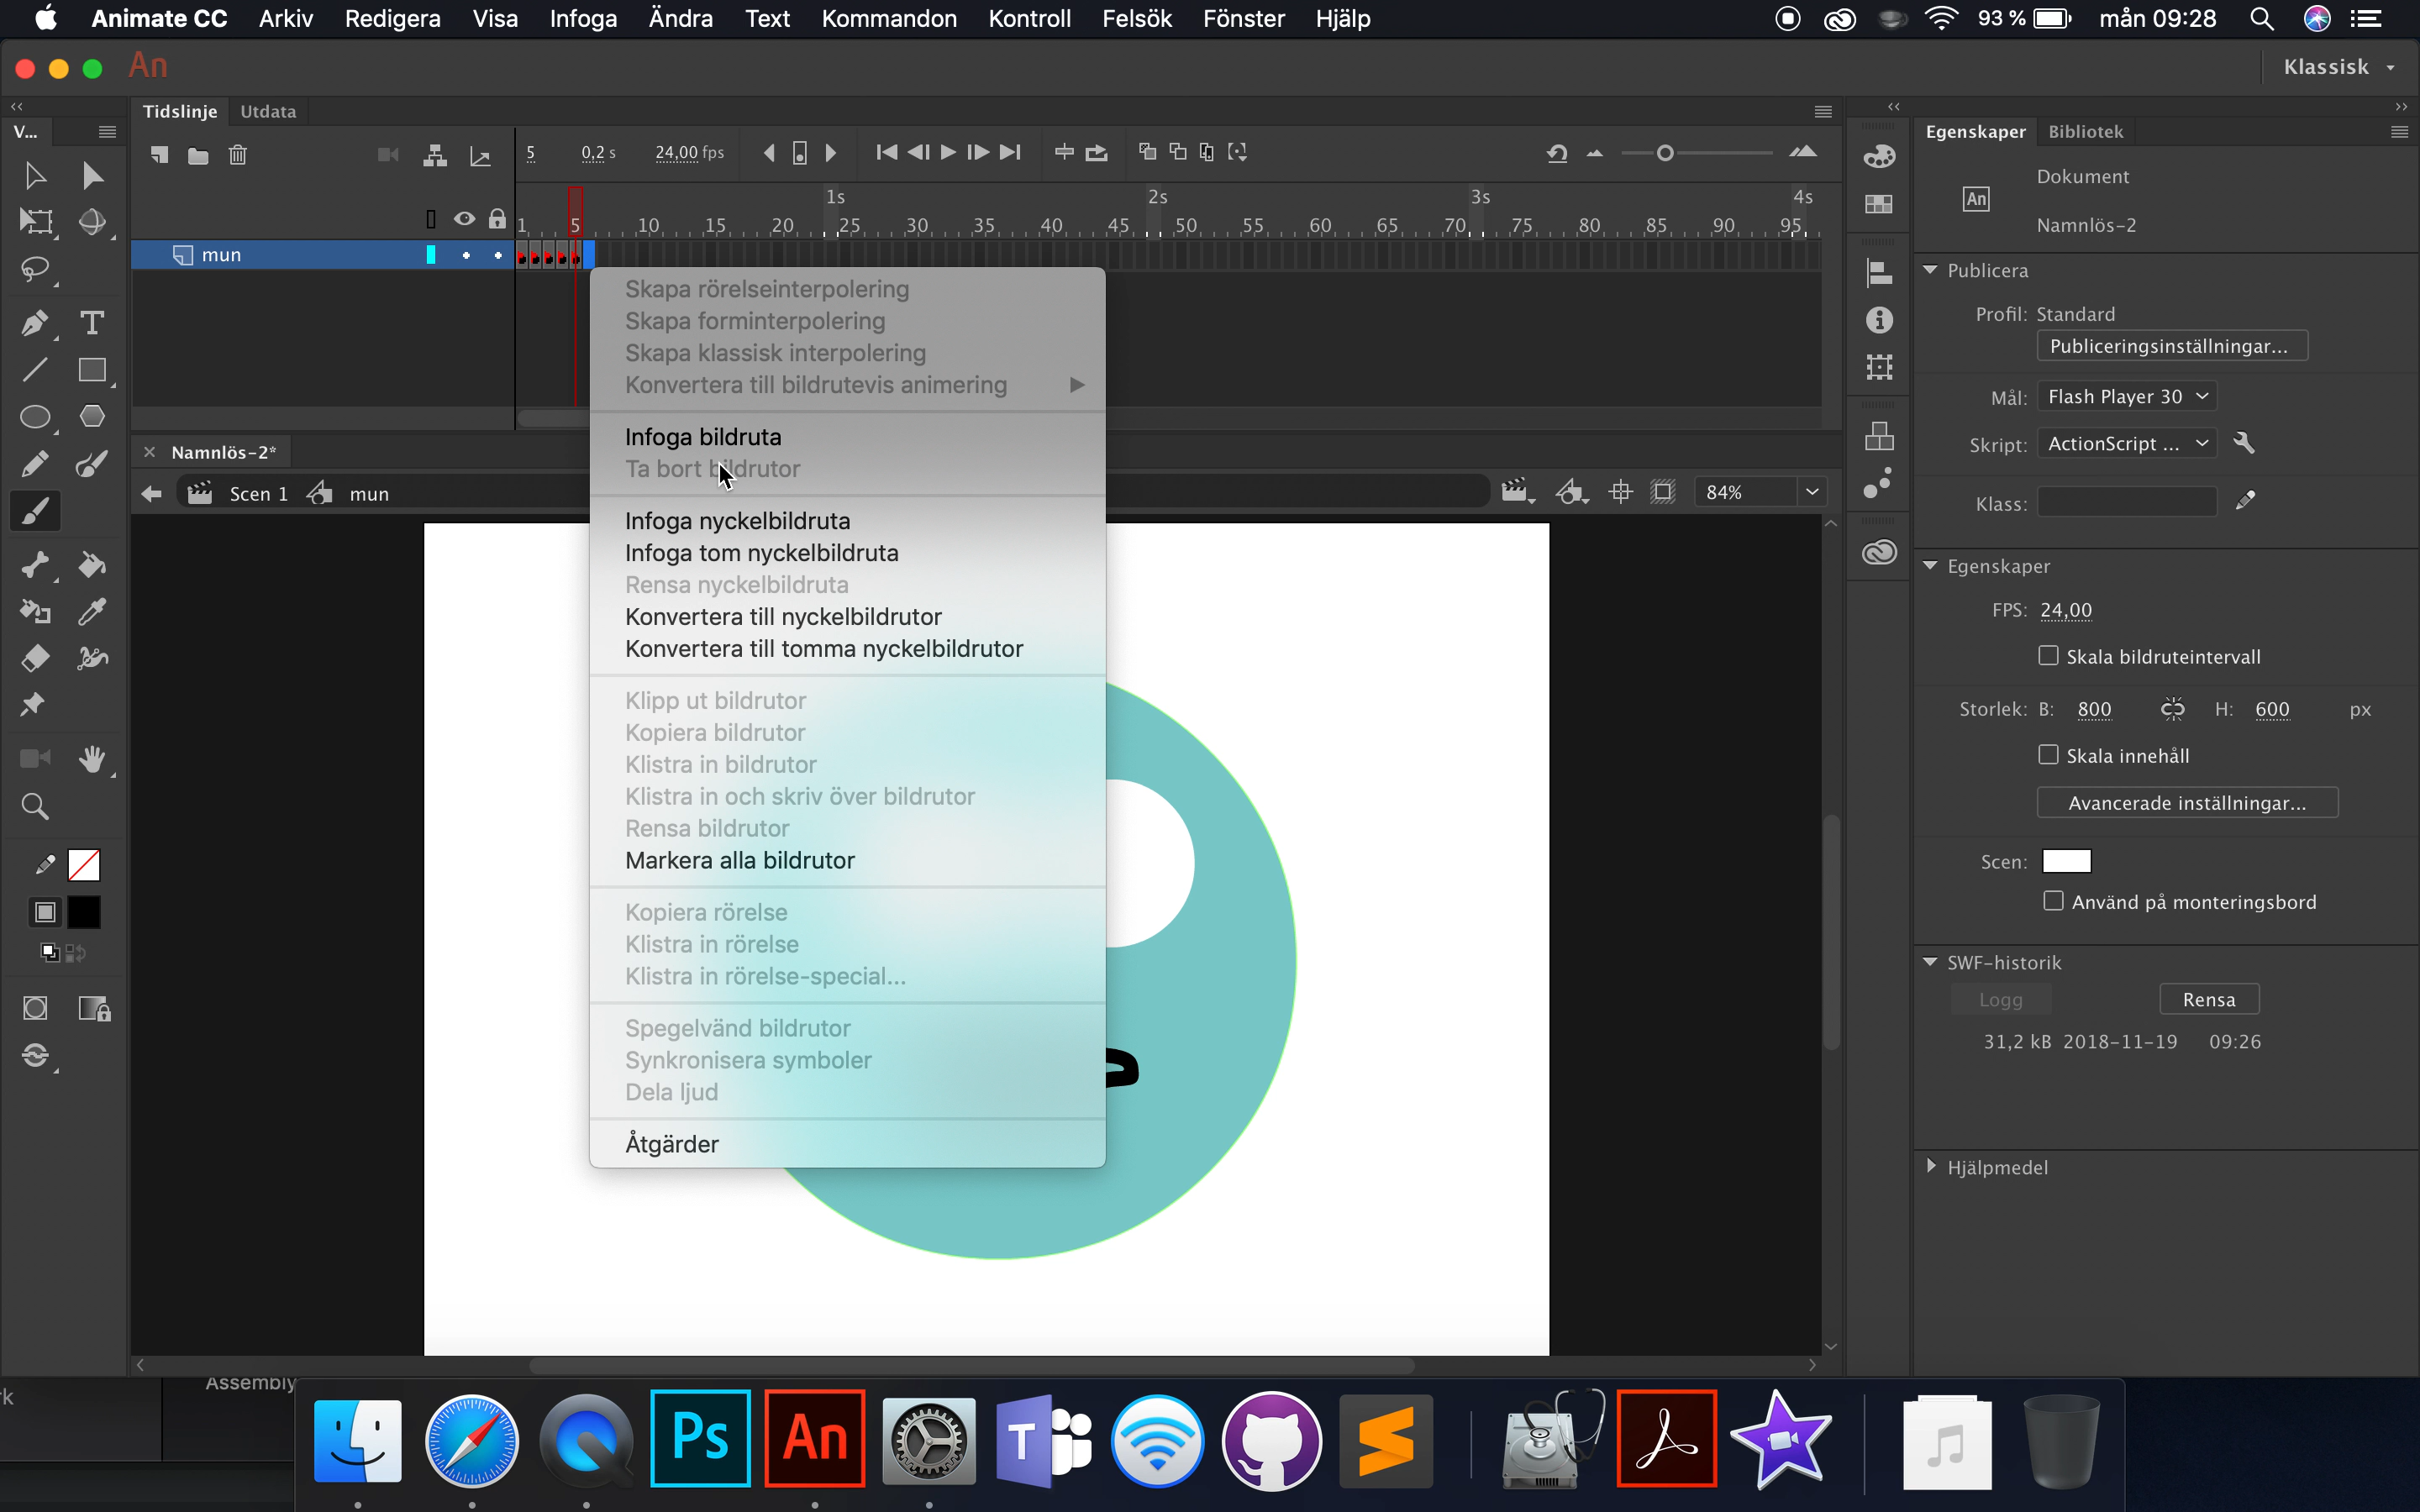 Animate CC Arkiv Redigera Visa Infoga Ändra Text Kommandon Kontroll Felsök Fönster Hjälp 93 % mån 09:28
An Klassisk
V... Tidslinje Utdata Egenskaper Bibliotek
5 0,2 s 24,00 fps
1s 2s 3s 4s
1 5 10 15 20 25 30 35 40 45 50 55 60 65 70 75 80 85 90 95
mun
An Dokument
Namnlös-2
Publicera
Profil: Standard
Publiceringsinställningar...
Mål: Flash Player 30
Skript: ActionScript ...
Klass:
Egenskaper
FPS: 24,00
Skala bildruteintervall
Storlek: B: 800 H: 600 px
Skala innehåll
Avancerade inställningar...
Scen:
Använd på monteringsbord
SWF-historik
Logg Rensa
31,2 kB 2018-11-19 09:26
Hjälpmedel
Namnlös-2*
Scen 1 mun 84%
Skapa rörelseinterpolering
Skapa forminterpolering
Skapa klassisk interpolering
Konvertera till bildrutevis animering
Infoga bildruta
Ta bort bildrutor
Infoga nyckelbildruta
Infoga tom nyckelbildruta
Rensa nyckelbildruta
Konvertera till nyckelbildrutor
Konvertera till tomma nyckelbildrutor
Klipp ut bildrutor
Kopiera bildrutor
Klistra in bildrutor
Klistra in och skriv över bildrutor
Rensa bildrutor
Markera alla bildrutor
Kopiera rörelse
Klistra in rörelse
Klistra in rörelse-special...
Spegelvänd bildrutor
Synkronisera symboler
Dela ljud
Åtgärder
Assembly
rk
Ps An T